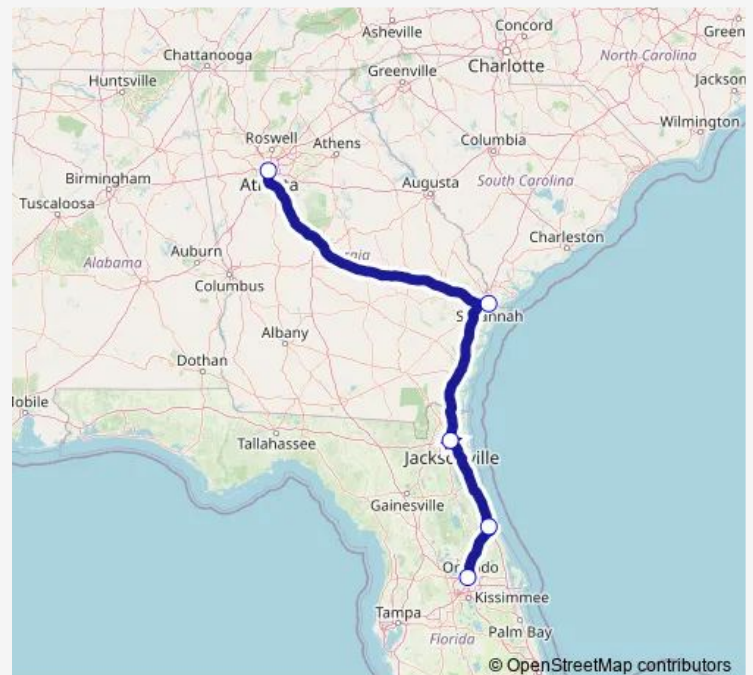 Asheville
Concord
Green
Chattanooga
Charlotte
North Carolina
Huntsville
Greenville
Jackson
Wilmington
Roswell
Athens
Columbia
Birmingham
Augusta
South Carolina
Tuscaloosa
Charleston
Auburn
Alabama
Columbus
Albany
Dothan
Tallahassee
Gainesville
Kissimmee
Tampa
Palm Bay
Florida
© OpenStreetMap contributors